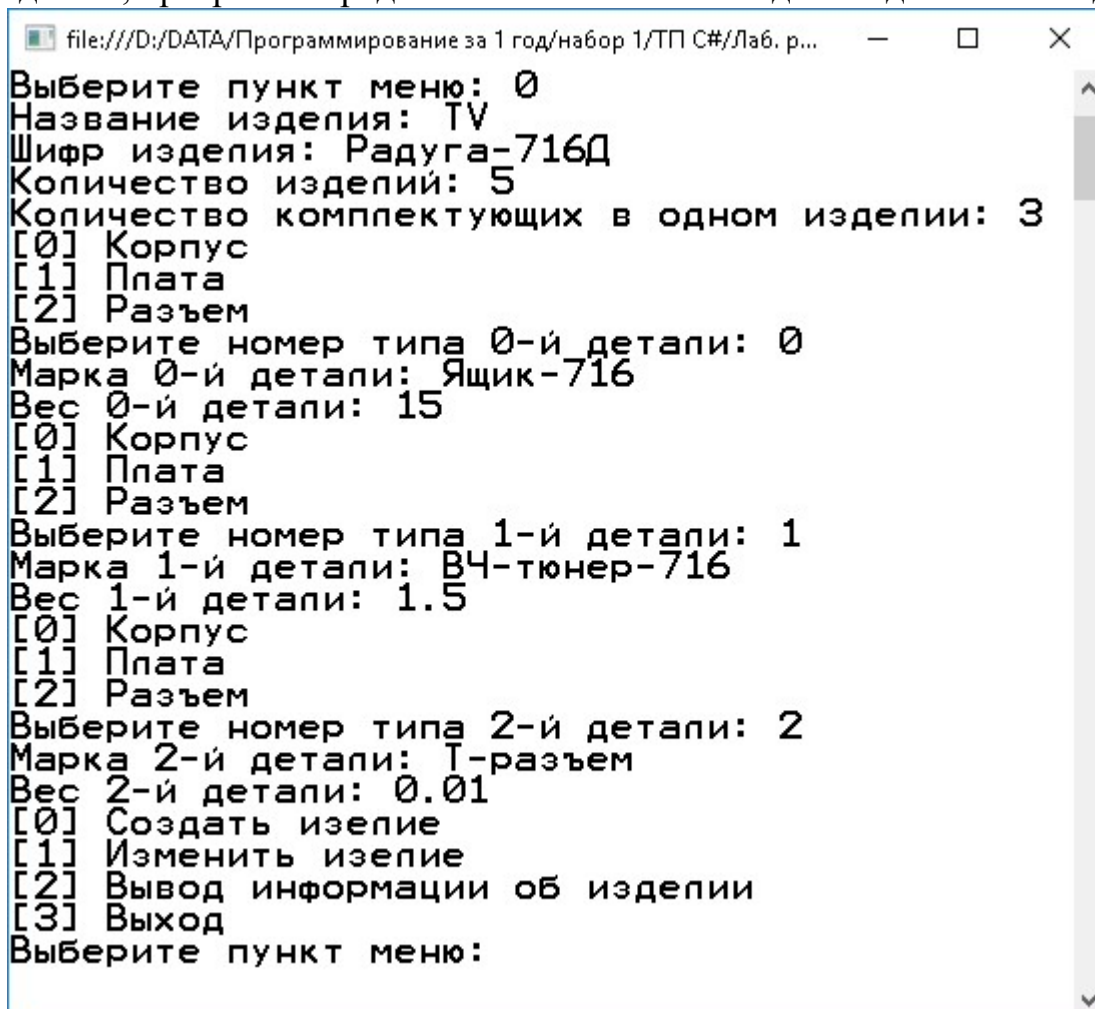 file:///D:/DATA/Программирование за 1 год/набор 1/ТП C#/Лаб. р...
Выберите пункт меню: 0
Название изделия: TV
Шифр изделия: Радуга-716Д
Количество изделий: 5
Количество комплектующих в одном изделии: 3
[0] Корпус
[1] Плата
[2] Разъем
Выберите номер типа 0-й детали: 0
Марка 0-й детали: Ящик-716
Вес 0-й детали: 15
[0] Корпус
[1] Плата
[2] Разъем
Выберите номер типа 1-й детали: 1
Марка 1-й детали: ВЧ-тюнер-716
Вес 1-й детали: 1.5
[0] Корпус
[1] Плата
[2] Разъем
Выберите номер типа 2-й детали: 2
Марка 2-й детали: Т-разъем
Вес 2-й детали: 0.01
[0] Создать изелие
[1] Изменить изелие
[2] Вывод информации об изделии
[3] Выход
Выберите пункт меню: